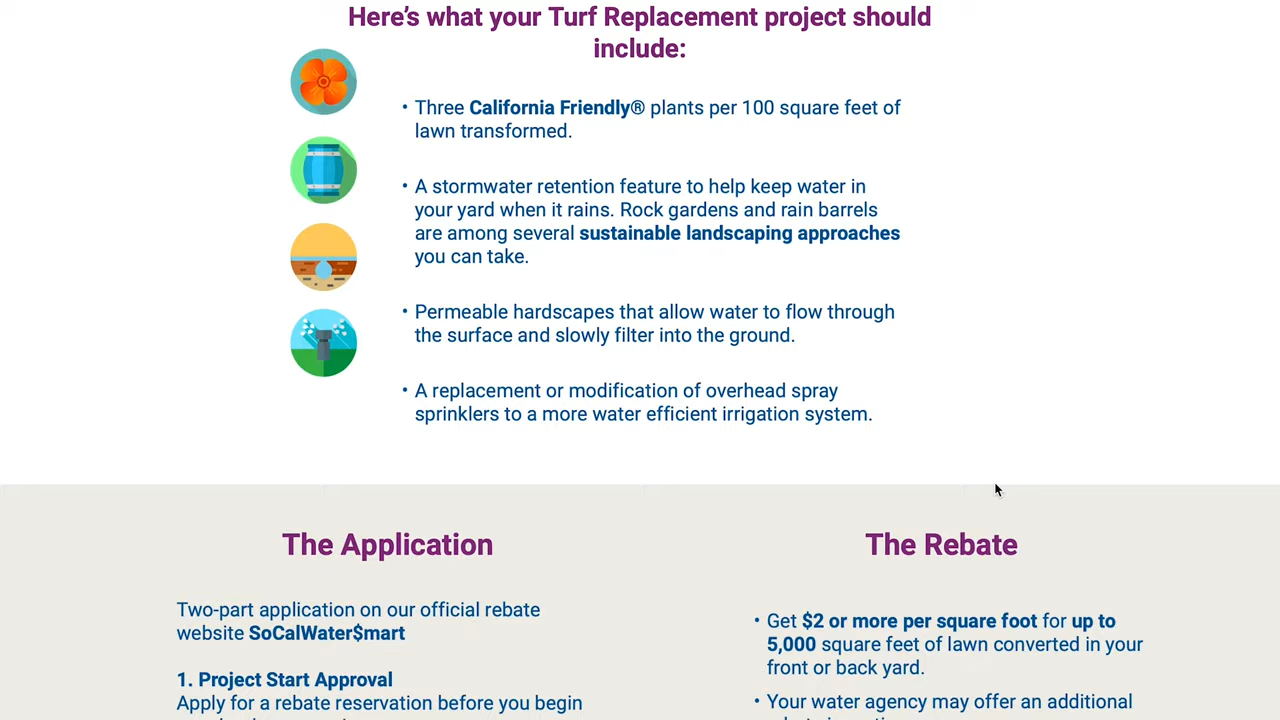 Here's what your Turf Replacement project should
include:
• Three California Friendly® plants per 100 square feet of
lawn transformed.
• A stormwater retention feature to help keep water in
your yard when it rains. Rock gardens and rain barrels
are among several sustainable landscaping approaches
you can take.
• Permeable hardscapes that allow water to flow through
the surface and slowly filter into the ground.
• A replacement or modification of overhead spray
sprinklers to a more water efficient irrigation system.
The Application
Two-part application on our official rebate
website SoCalWater$mart
1. Project Start Approval
Apply for a rebate reservation before you begin
The Rebate
• Get $2 or more per square foot for up to
5,000 square feet of lawn converted in your
front or back yard.
• Your water agency may offer an additional